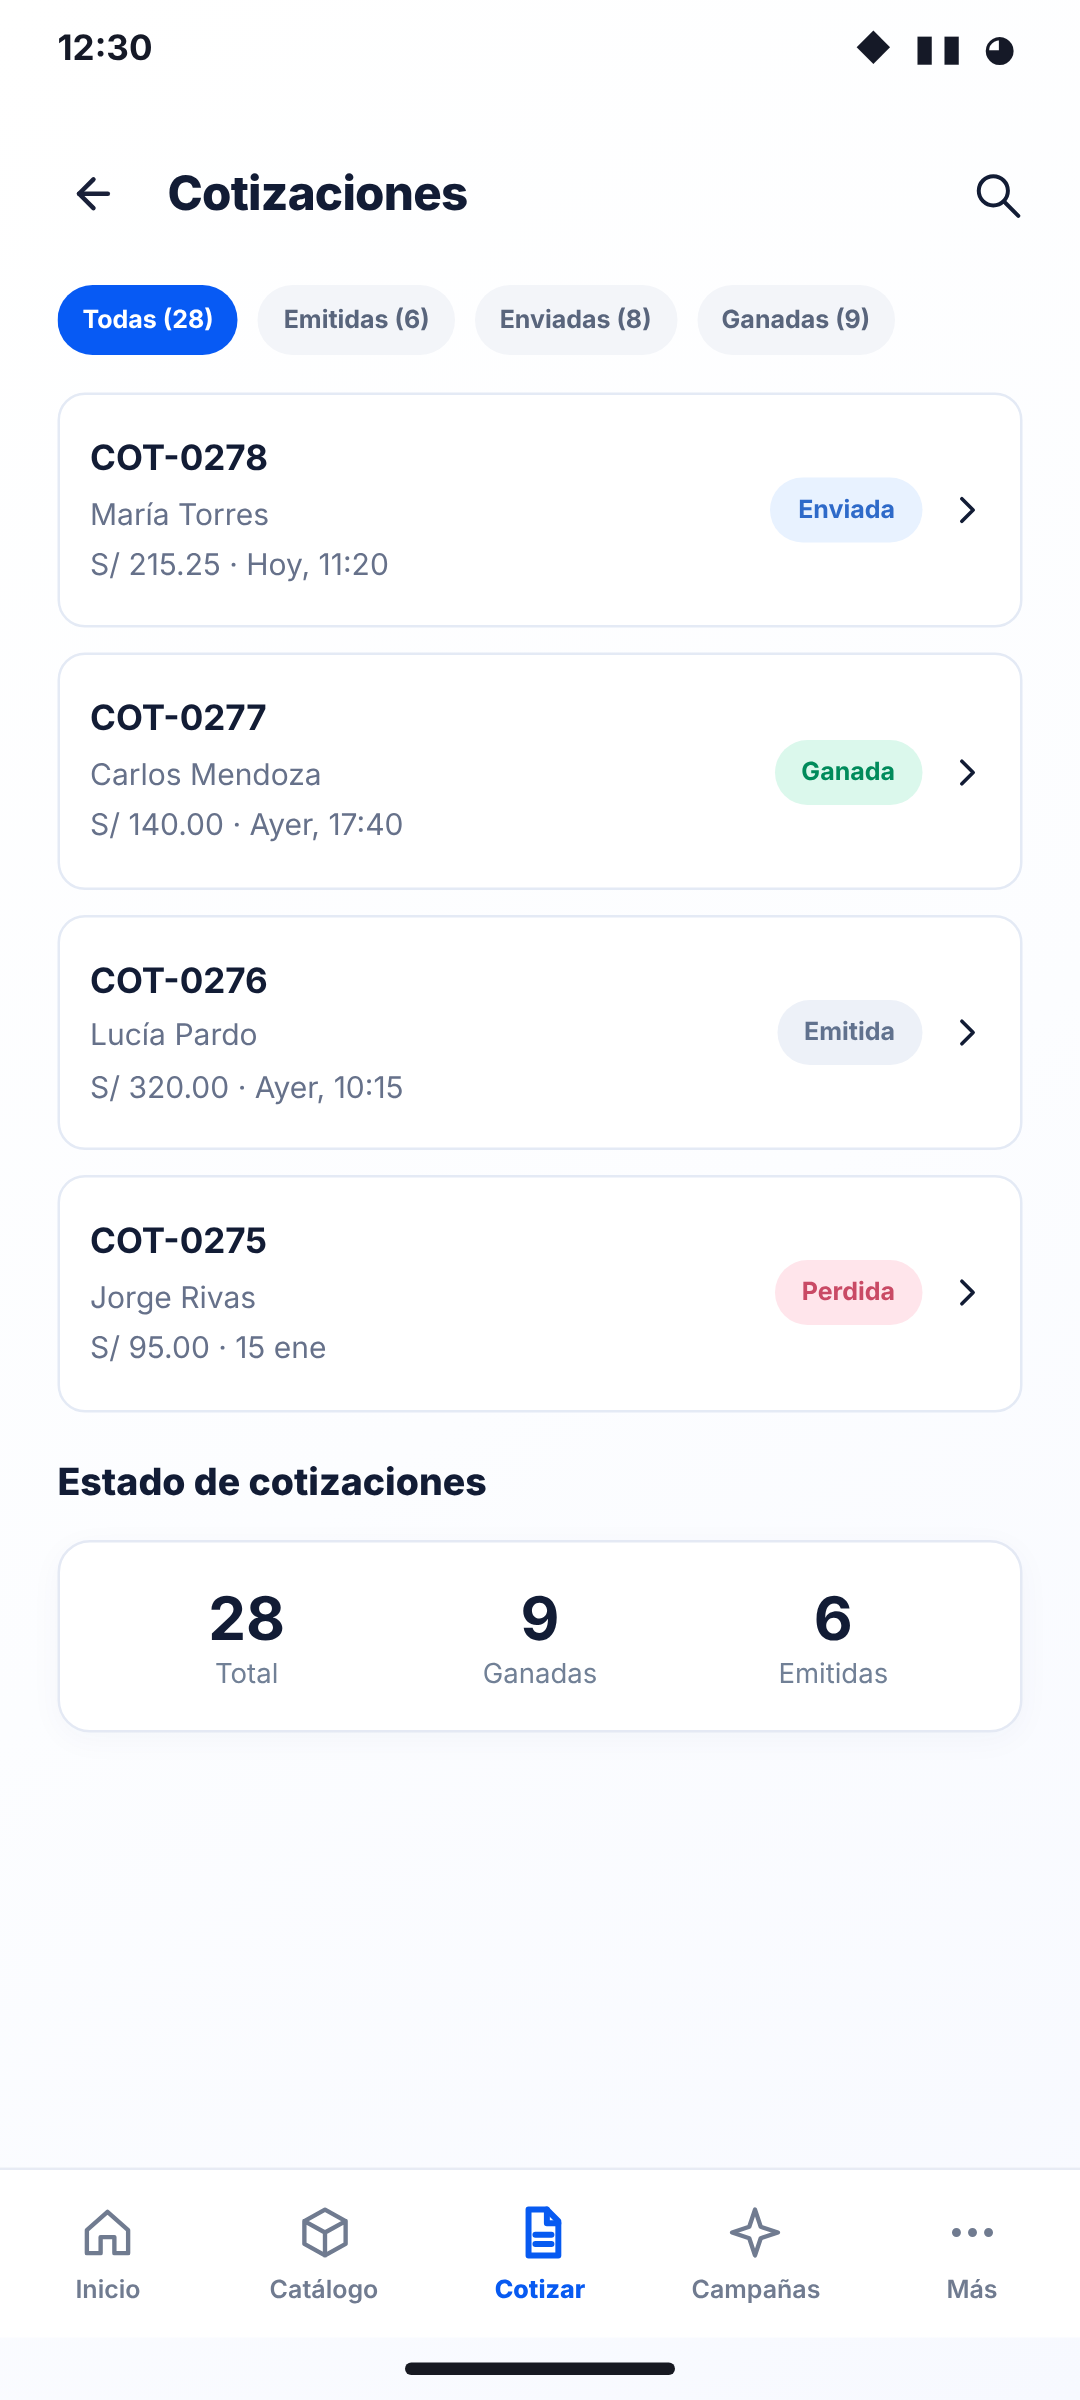 12:30
Cotizaciones
Todas (28)
Emitidas (6)
Enviadas (8)
Ganadas (9)
COT-0278
María Torres
S/ 215.25 · Hoy, 11:20
Enviada
COT-0277
Carlos Mendoza
S/ 140.00 · Ayer, 17:40
Ganada
COT-0276
Lucía Pardo
S/ 320.00 · Ayer, 10:15
Emitida
COT-0275
Jorge Rivas
S/ 95.00 · 15 ene
Perdida
Estado de cotizaciones
28
Total
9
Ganadas
6
Emitidas
Inicio
Catálogo
Cotizar
Campañas
Más